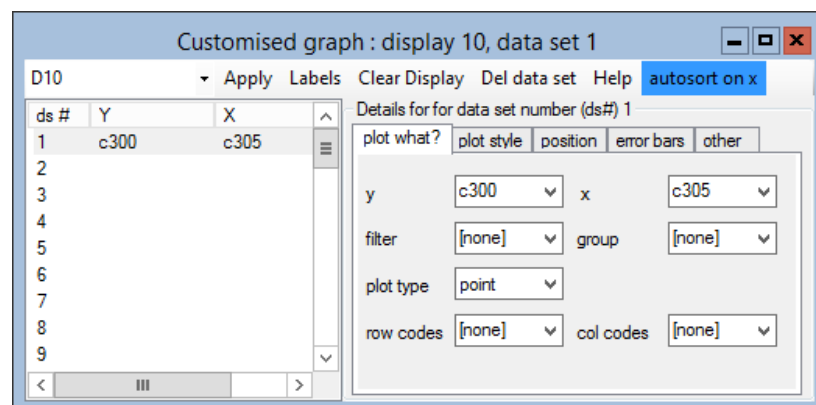 Customised graph : display 10, data set 1
D10 Apply Labels Clear Display Del data set Help autosort on x
ds # Y X
1 c300 c305
2
3
4
5
6
7
8
9
Details for for data set number (ds#) 1
plot what? plot style position error bars other
y c300 x c305
filter [none] group [none]
plot type point
row codes [none] col codes [none]